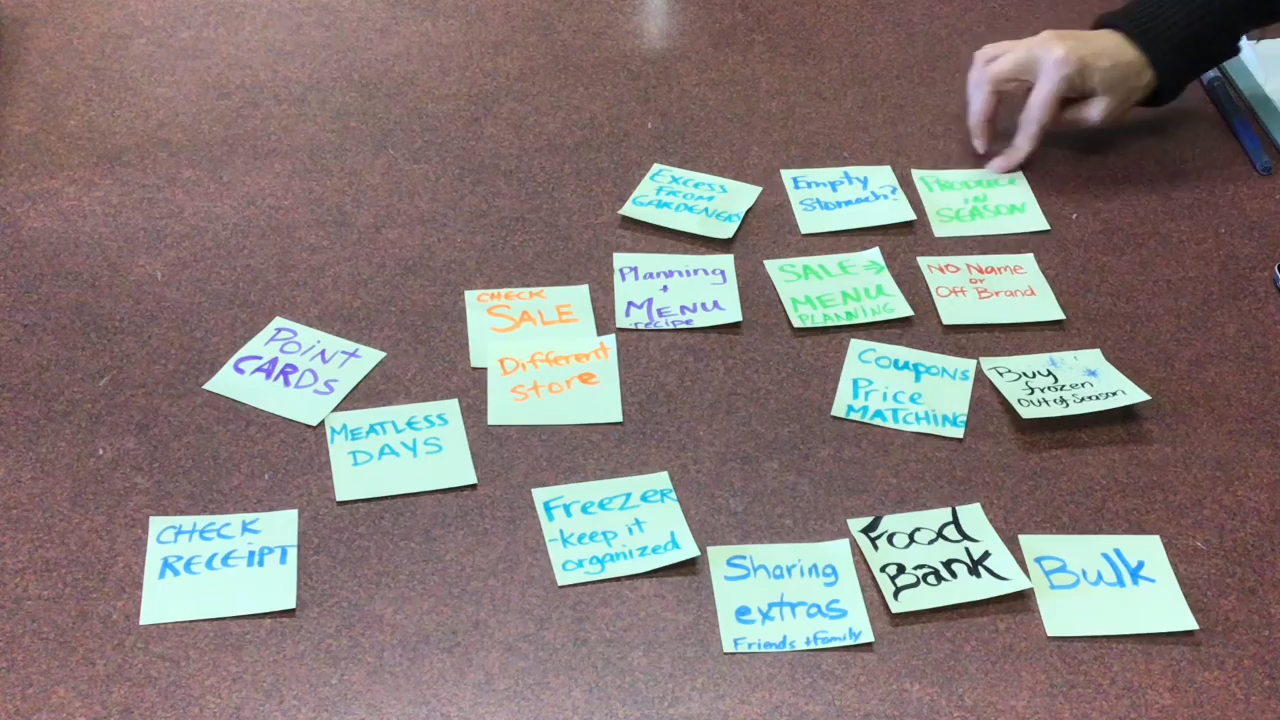 EXCESS
FROM
GARDENERS
Empty
Stomach?
PRODUCE
IN
SEASON
Planning
+
MENU
recipe
SALE→
MENU
PLANNING
NO Name
or
Off Brand
CHECK
SALE
Different
store
POINT
CARDS
Coupons
Price
MATCHING
Buy
frozen
OUT of Season
MEATLESS
DAYS
CHECK
RECEIPT
Freezer
-keep it
organized
Sharing
extras
Friends + family
Food
Bank
Bulk